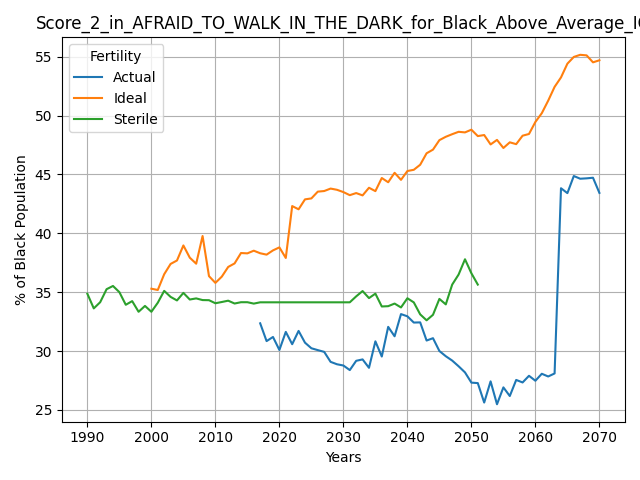 Score_2_in_AFRAID_TO_WALK_IN_THE_DARK_for_Black_Above_Average_IQ
% of Black Population
55
50
45
40
35
30
25
Fertility
Actual
Ideal
Sterile
1990 2000 2010 2020 2030 2040 2050 2060 2070
Years